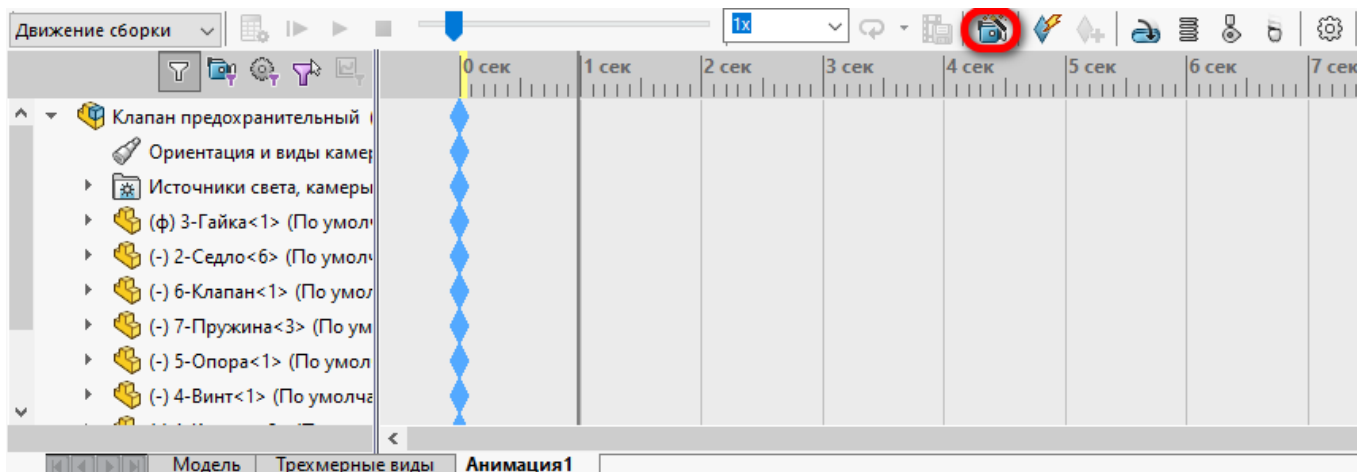 Движение сборки
1x
0 сек 1 сек 2 сек 3 сек 4 сек 5 сек 6 сек 7 сек
Клапан предохранительный (
Ориентация и виды камер
Источники света, камеры
(ф) 3-Гайка<1> (По умолч
(-) 2-Седло<6> (По умолч
(-) 6-Клапан<1> (По умол
(-) 7-Пружина<3> (По ум
(-) 5-Опора<1> (По умол
(-) 4-Винт<1> (По умолча
Модель Трехмерные виды Анимация1